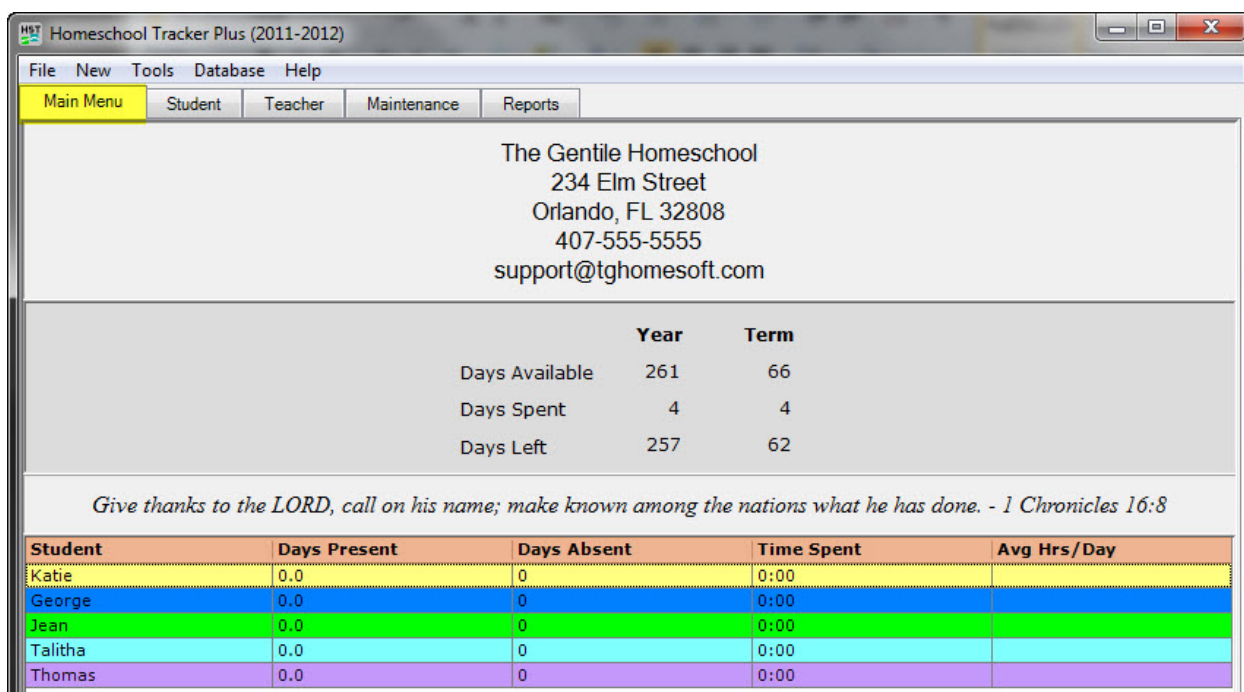 HST Homeschool Tracker Plus (2011-2012)
File New Tools Database Help
Main Menu Student Teacher Maintenance Reports
The Gentile Homeschool
234 Elm Street
Orlando, FL 32808
407-555-5555
support@tghomesoft.com
Year Term
Days Available 261 66
Days Spent 4 4
Days Left 257 62
Give thanks to the LORD, call on his name; make known among the nations what he has done. - 1 Chronicles 16:8
Student Days Present Days Absent Time Spent Avg Hrs/Day
Katie 0.0 0 0:00
George 0.0 0 0:00
Jean 0.0 0 0:00
Talitha 0.0 0 0:00
Thomas 0.0 0 0:00